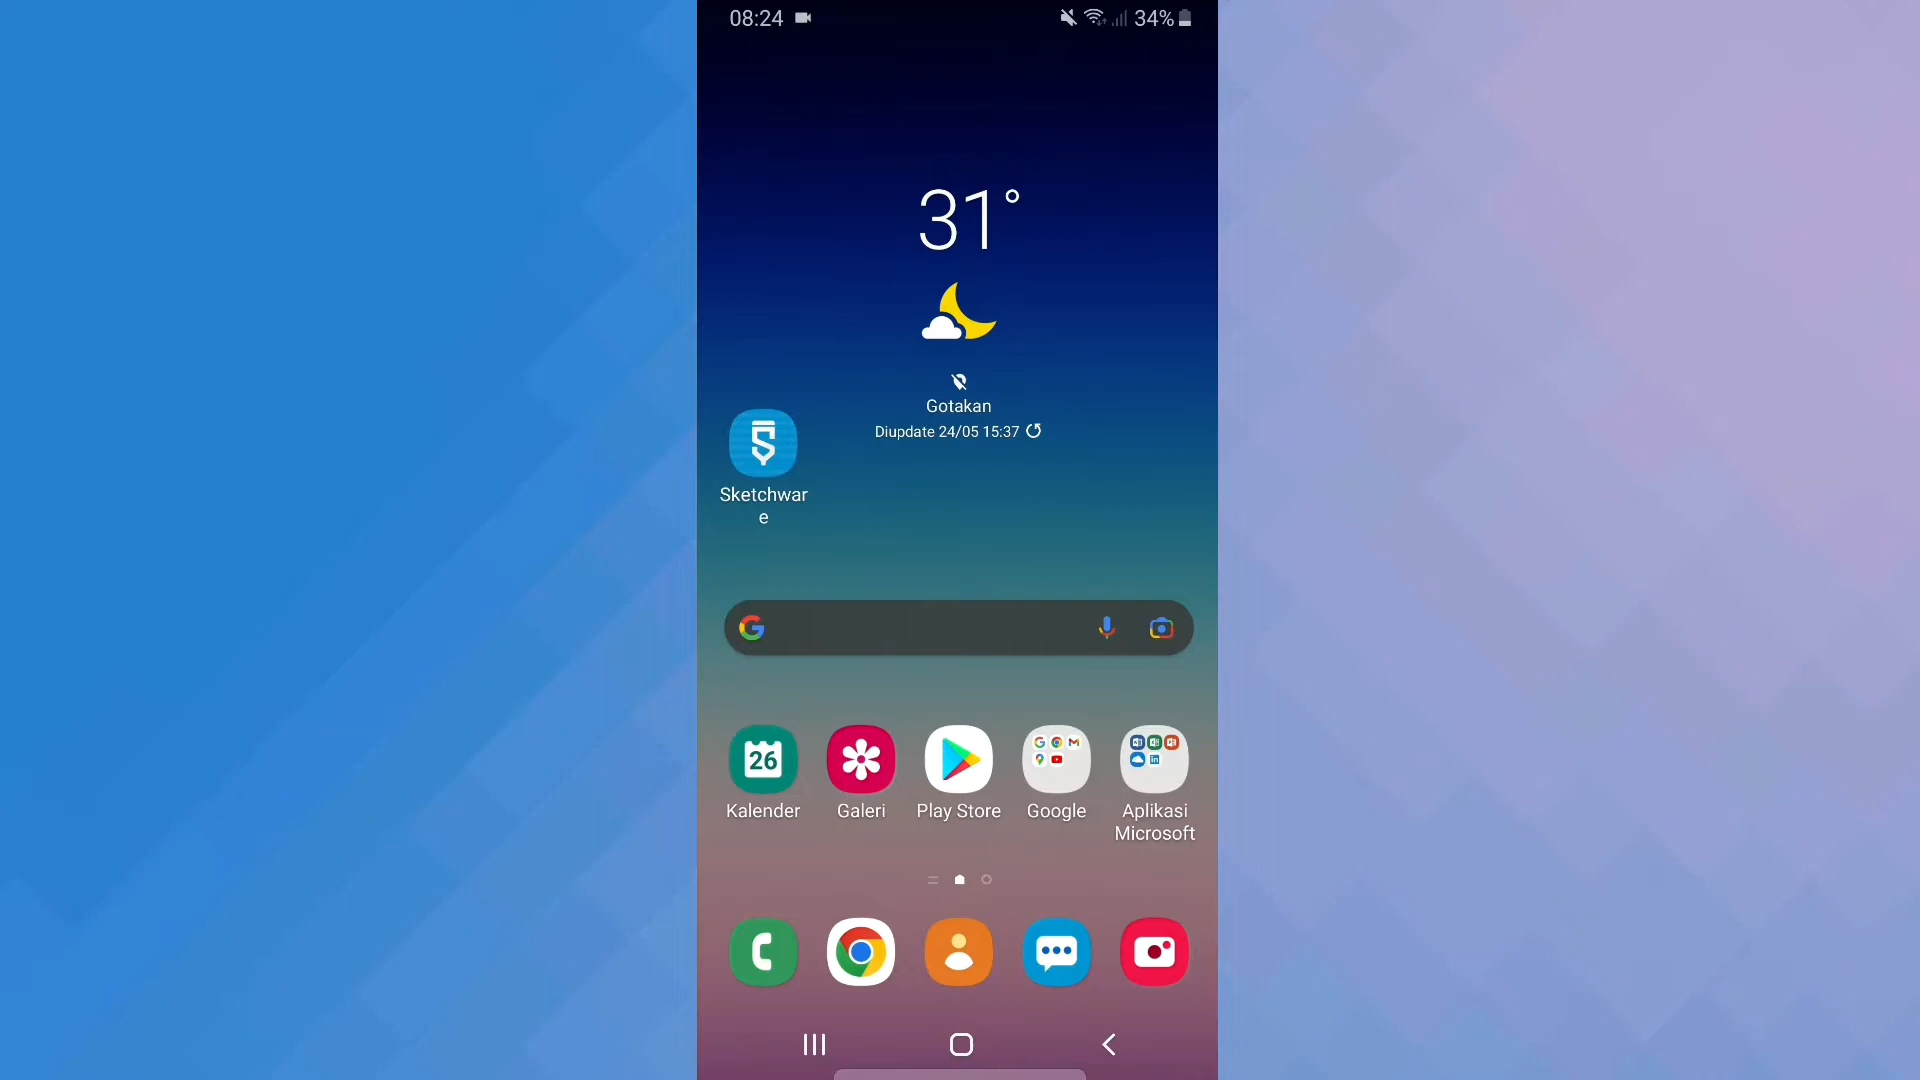 08:24
34%
31°
Gotakan
Diupdate 24/05 15:37
Sketchwar
e
26
Kalender
Galeri
Play Store
Google
Aplikasi
Microsoft